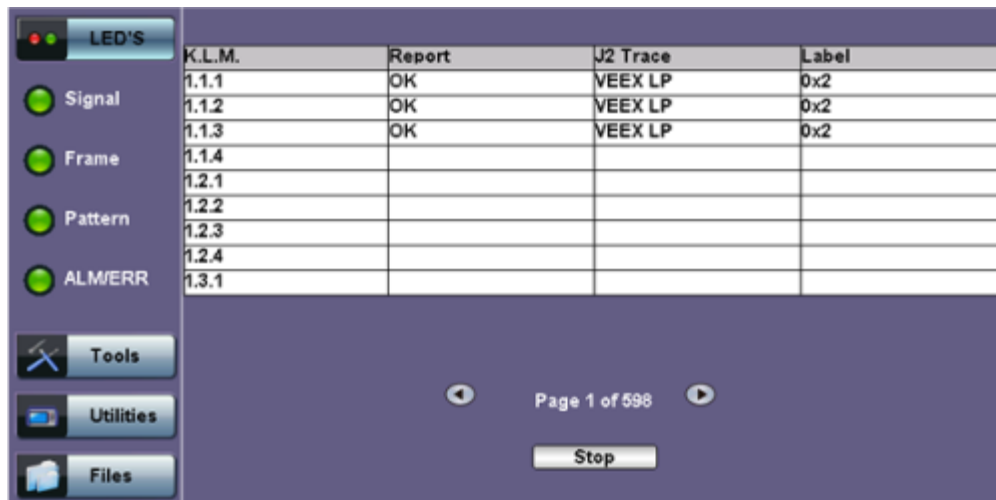 LED'S
Signal
Frame
Pattern
ALM/ERR
Tools
Utilities
Files
K.L.M. Report J2 Trace Label
1.1.1 OK VEEX LP 0x2
1.1.2 OK VEEX LP 0x2
1.1.3 OK VEEX LP 0x2
1.1.4
1.2.1
1.2.2
1.2.3
1.2.4
1.3.1
Page 1 of 598
Stop